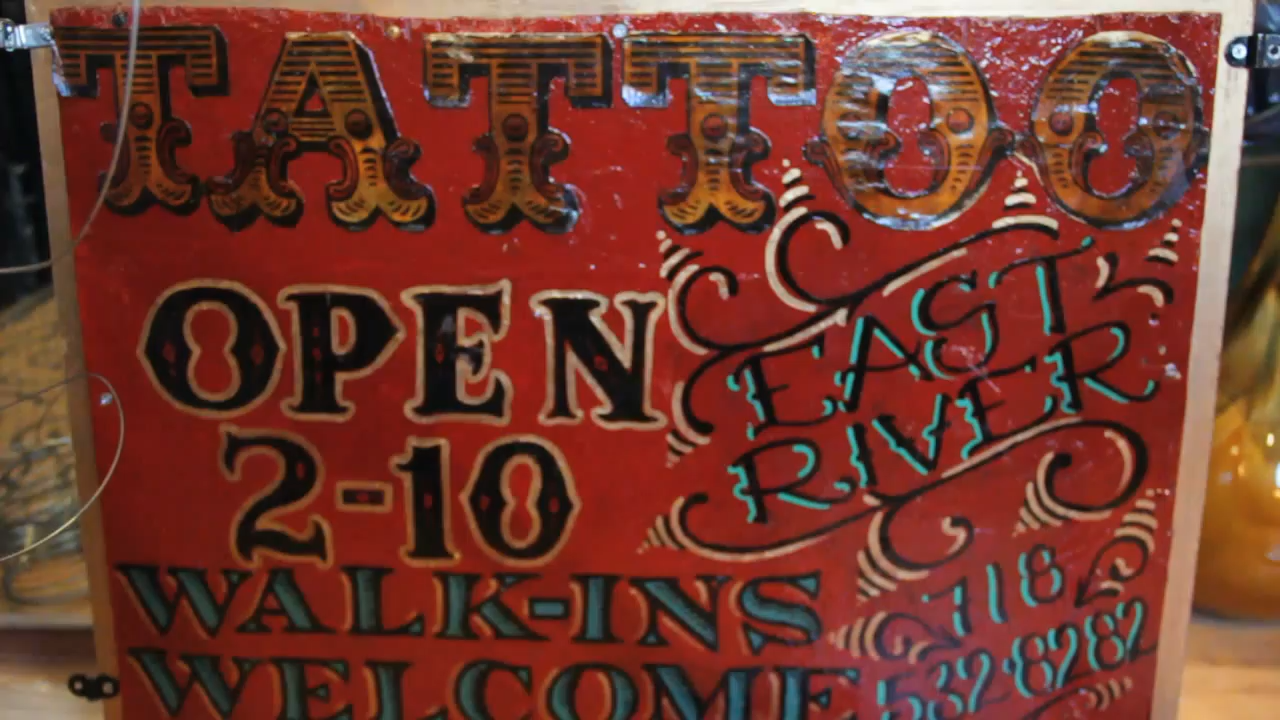 TATTOO
OPEN
2-10
EAST
RIVER
WALK-INS
WELCOME
718
532·8282